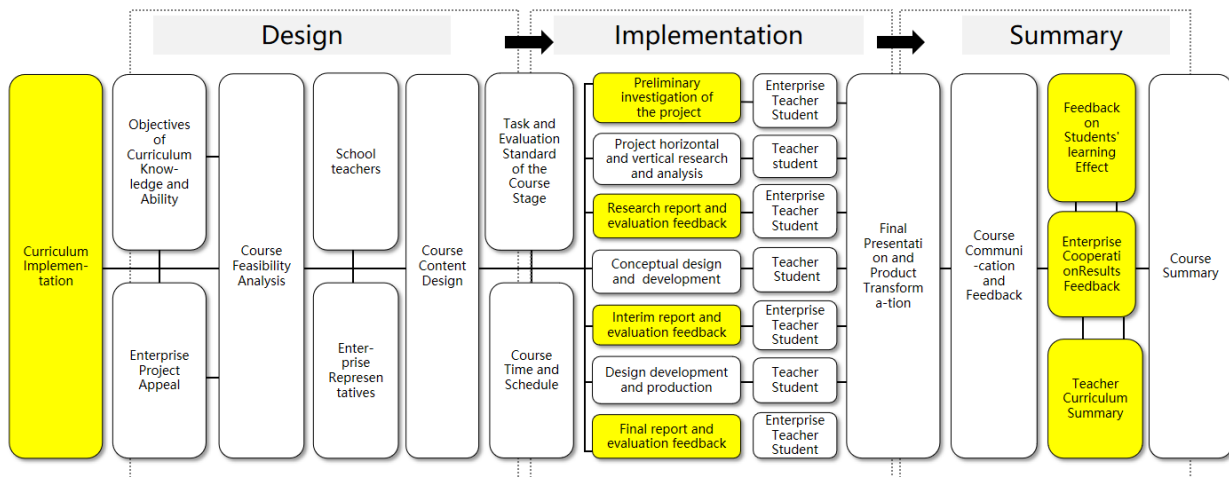 Design
Implementation
Summary
Curriculum
Implemen-
tation
Objectives
of
Curriculum
Know-
ledge and
Ability
Enterprise
Project
Appeal
Course
Feasibility
Analysis
School
teachers
Enter-
prise
Represen
tatives
Course
Content
Design
Task and
Evaluation
Standard
of the
Course
Stage
Course
Time and
Schedule
Preliminary
investigation of
the project
Enterprise
Teacher
Student
Project horizontal
and vertical research
and analysis
Teacher
student
Research report and
evaluation feedback
Enterprise
Teacher
Student
Conceptual design
and  development
Teacher
Student
Interim report and
evaluation feedback
Enterprise
Teacher
Student
Design development
and production
Teacher
Student
Final report and
evaluation feedback
Enterprise
Teacher
Student
Final
Presentati
on and
Product
Transform
a-tion
Course
Communi
-cation
and
Feedback
Feedback
on
Students'
learning
Effect
Enterprise
Cooperati
onResults
Feedback
Teacher
Curriculum
Summary
Course
Summary